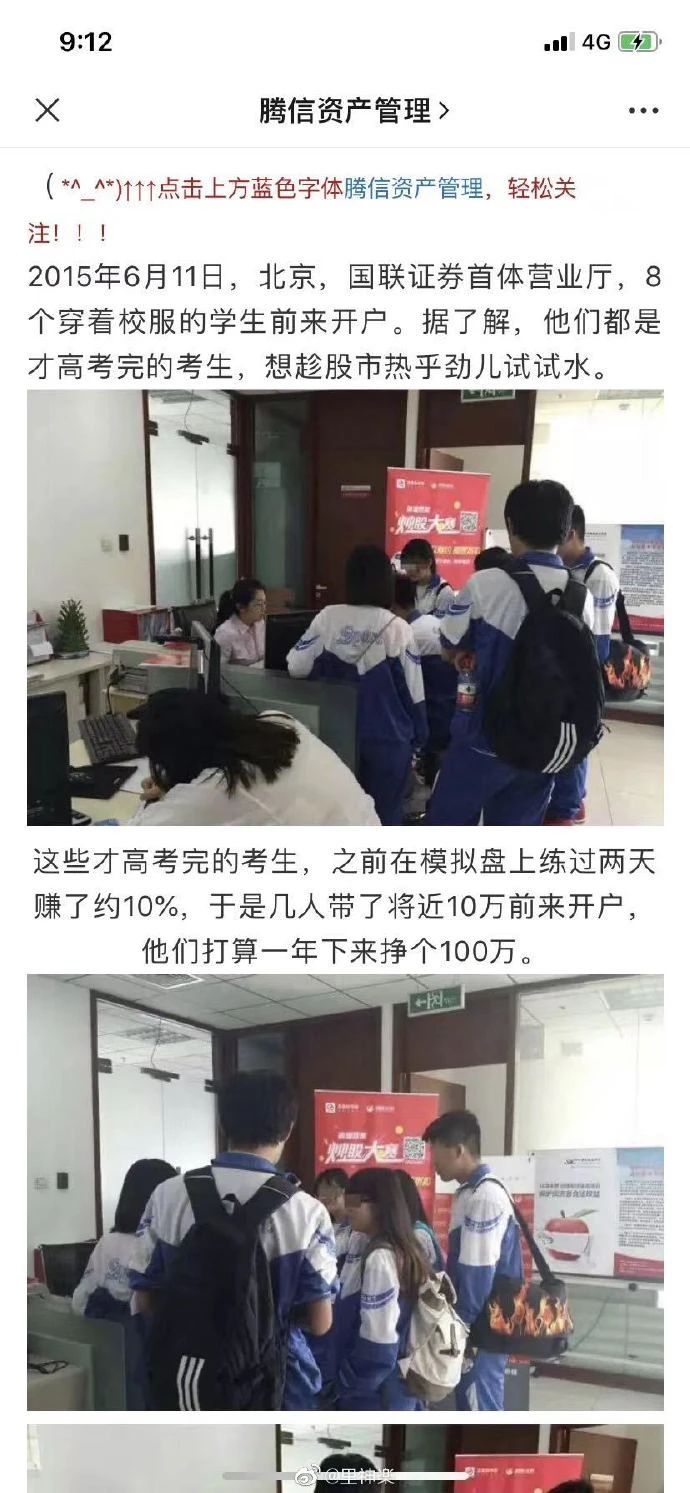 9:12
4G
腾信资产管理
（*^_^*)↑↑↑点击上方蓝色字体腾信资产管理，轻松关
注！！！
2015年6月11日，北京，国联证券首体营业厅，8
个穿着校服的学生前来开户。据了解，他们都是
才高考完的考生，想趁股市热乎劲儿试试水。
炒股大赛
Sport
这些才高考完的考生，之前在模拟盘上练过两天
赚了约10%，于是几人带了将近10万前来开户，
他们打算一年下来挣个100万。
炒股大赛
@里神楽